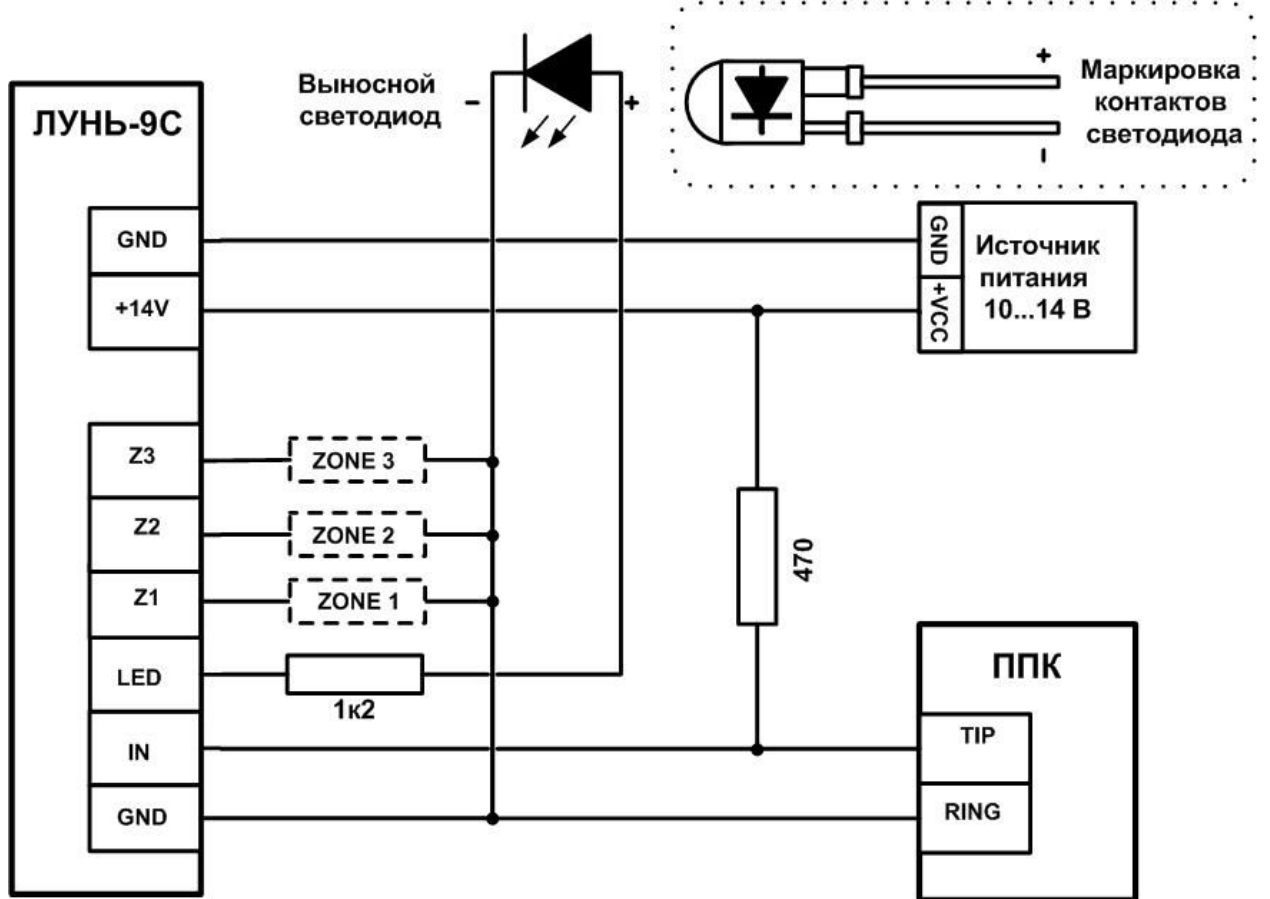 ЛУНЬ-9С
GND
+14V
Z3
Z2
Z1
LED
IN
GND
Выносной
светодиод
-
+
+
-
Маркировка
контактов
светодиода
GND
+VCC
Источник
питания
10...14 В
ZONE 3
ZONE 2
ZONE 1
1к2
470
ППК
TIP
RING